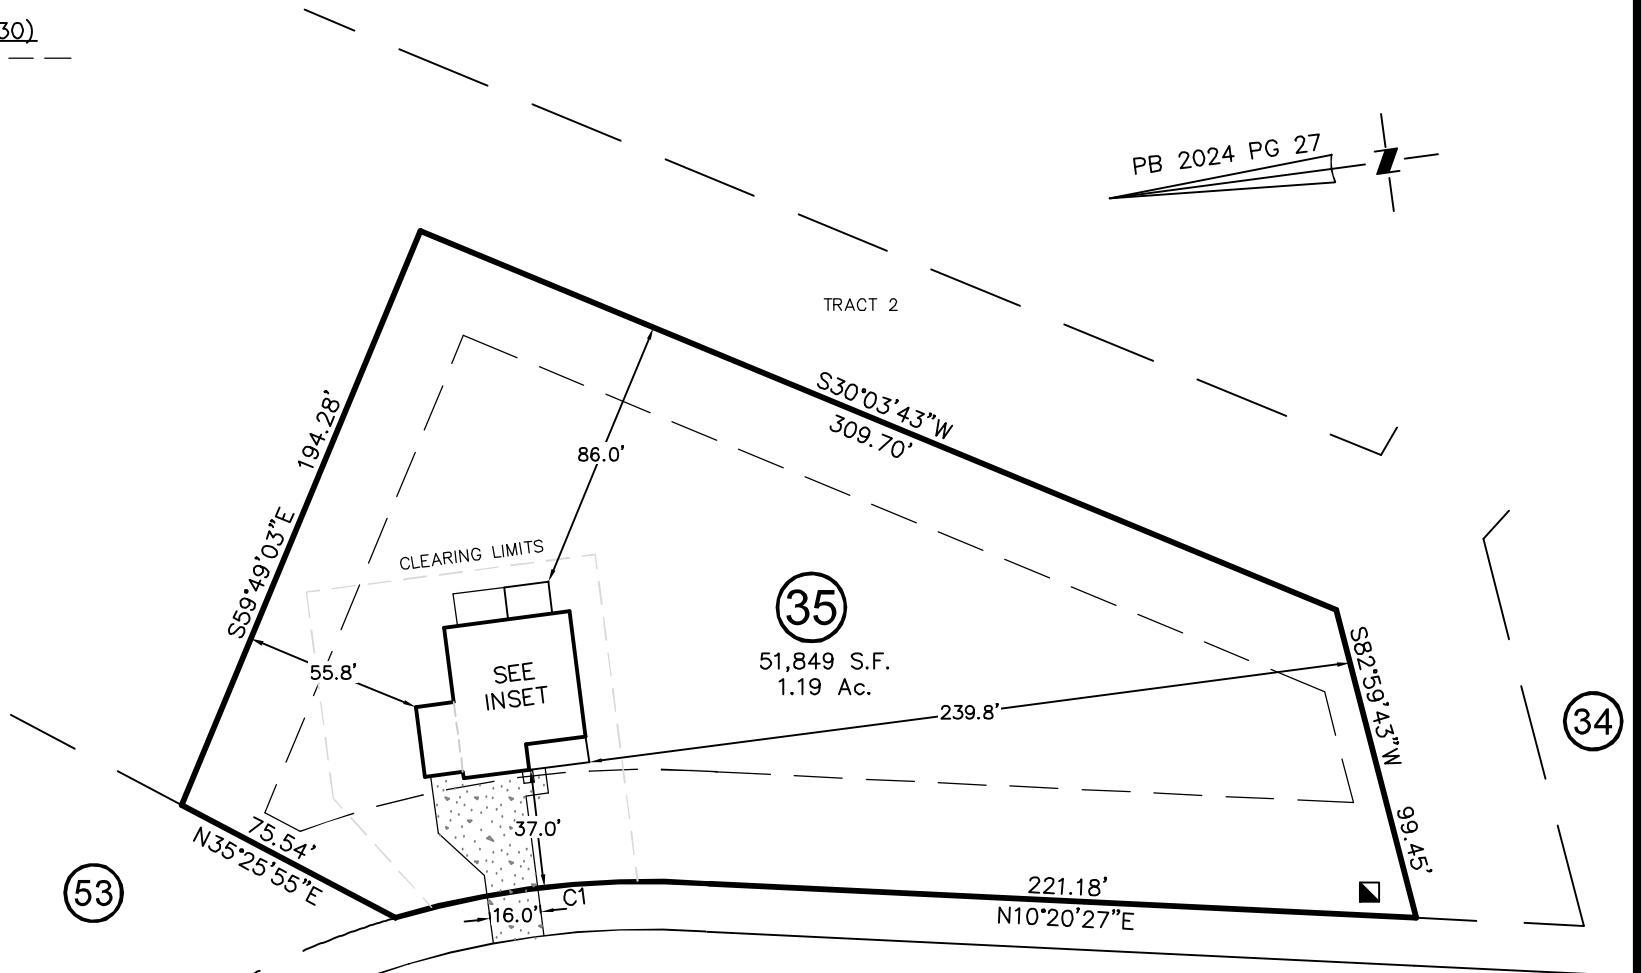 30)
PB 2024 PG 27
TRACT 2
S30°03'43"W
309.70'
194.28'
S59°49'03"E
86.0'
CLEARING LIMITS
35
51,849 S.F.
1.19 Ac.
SEE
INSET
55.8'
239.8'
S82°59'43"W
99.45'
34
75.54'
N35°25'55"E
53
37.0'
16.0'
C1
221.18'
N10°20'27"E